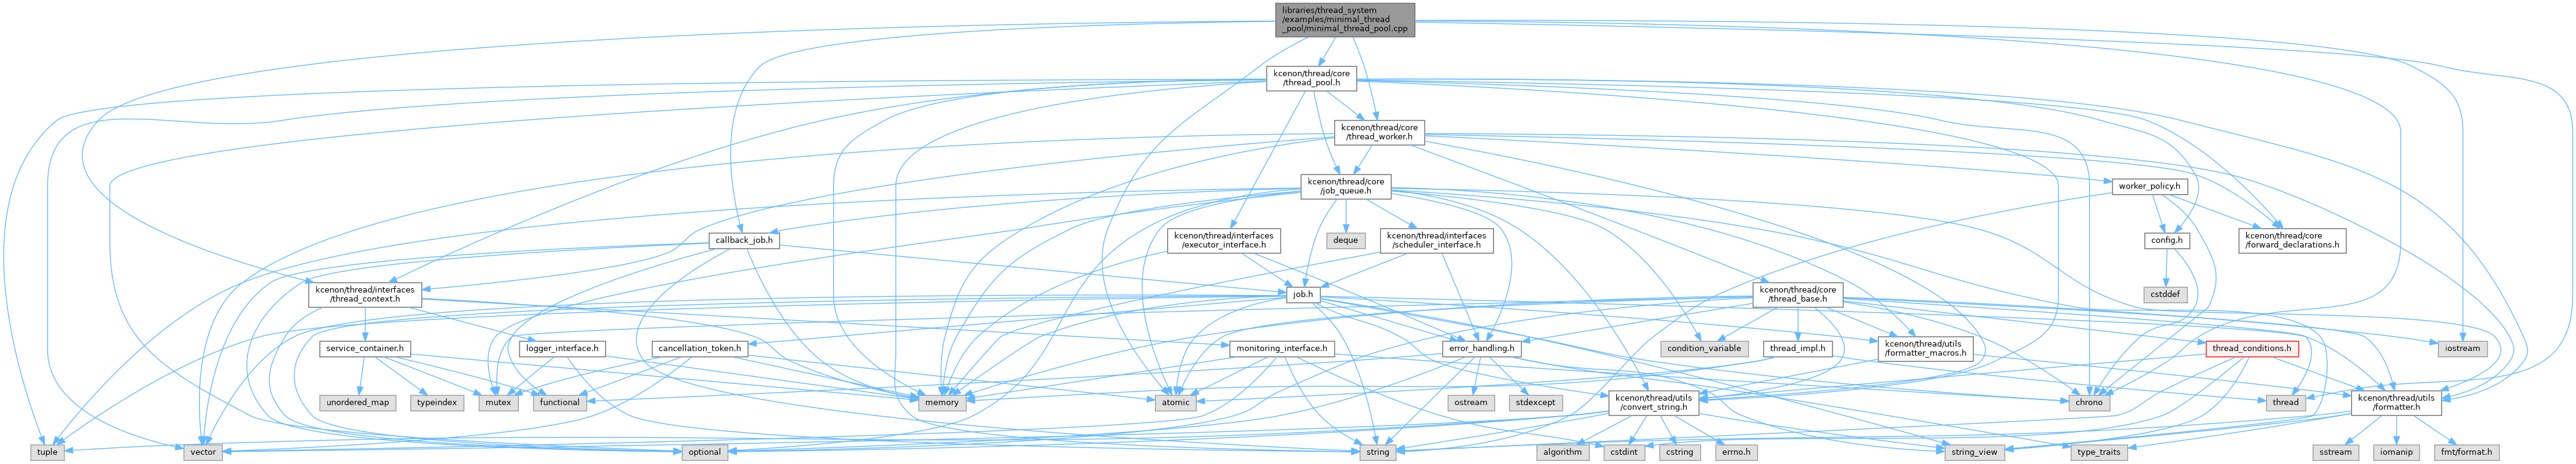 libraries/thread_system
/examples/minimal_thread
_pool/minimal_thread_pool.cpp
kcenon/thread/core
/thread_pool.h
kcenon/thread/core
/thread_worker.h
kcenon/thread/core
/job_queue.h
worker_policy.h
callback_job.h
kcenon/thread/interfaces
/executor_interface.h
deque
kcenon/thread/interfaces
/scheduler_interface.h
config.h
kcenon/thread/core
/forward_declarations.h
kcenon/thread/interfaces
/thread_context.h
job.h
kcenon/thread/core
/thread_base.h
cstddef
service_container.h
logger_interface.h
cancellation_token.h
monitoring_interface.h
error_handling.h
condition_variable
thread_impl.h
kcenon/thread/utils
/formatter_macros.h
thread_conditions.h
iostream
unordered_map
typeindex
mutex
functional
memory
atomic
ostream
stdexcept
kcenon/thread/utils
/convert_string.h
chrono
thread
kcenon/thread/utils
/formatter.h
tuple
vector
optional
string
algorithm
cstdint
cstring
errno.h
string_view
type_traits
sstream
iomanip
fmt/format.h